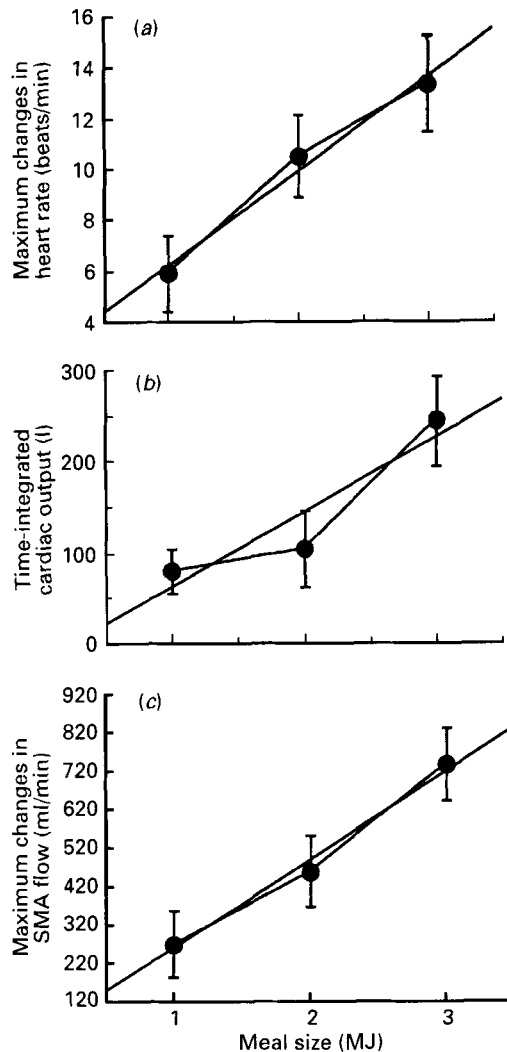 (a)
Maximum changes in
heart rate (beats/min)
16
14
12
10
8
6
4
(b)
Time-integrated
cardiac output (l)
300
200
100
0
(c)
Maximum changes in
SMA flow (ml/min)
920
820
720
620
520
420
320
220
120
1 2 3
Meal size (MJ)